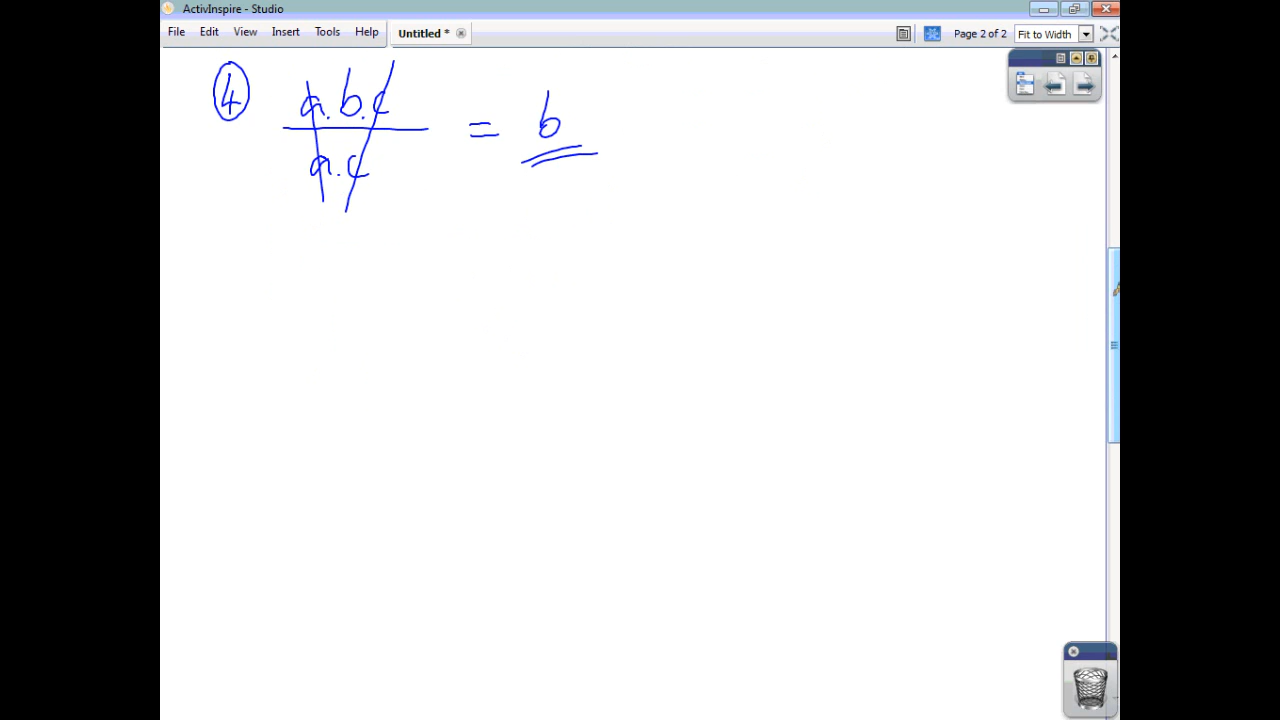 ActivInspire - Studio
File Edit View Insert Tools Help Untitled * Page 2 of 2 Fit to Width
4 a.b.c
a.c
= b